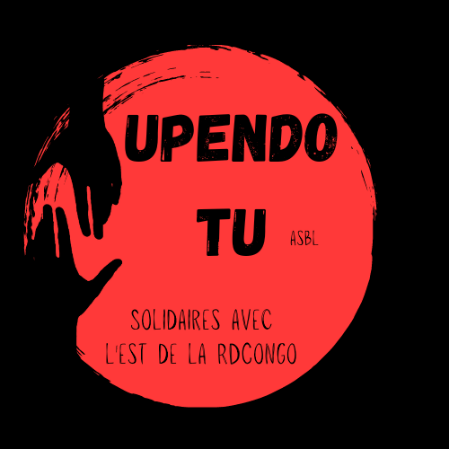 UPENDO
TU ASBL
SOLIDAIRES AVEC
L'EST DE LA RDCONGO